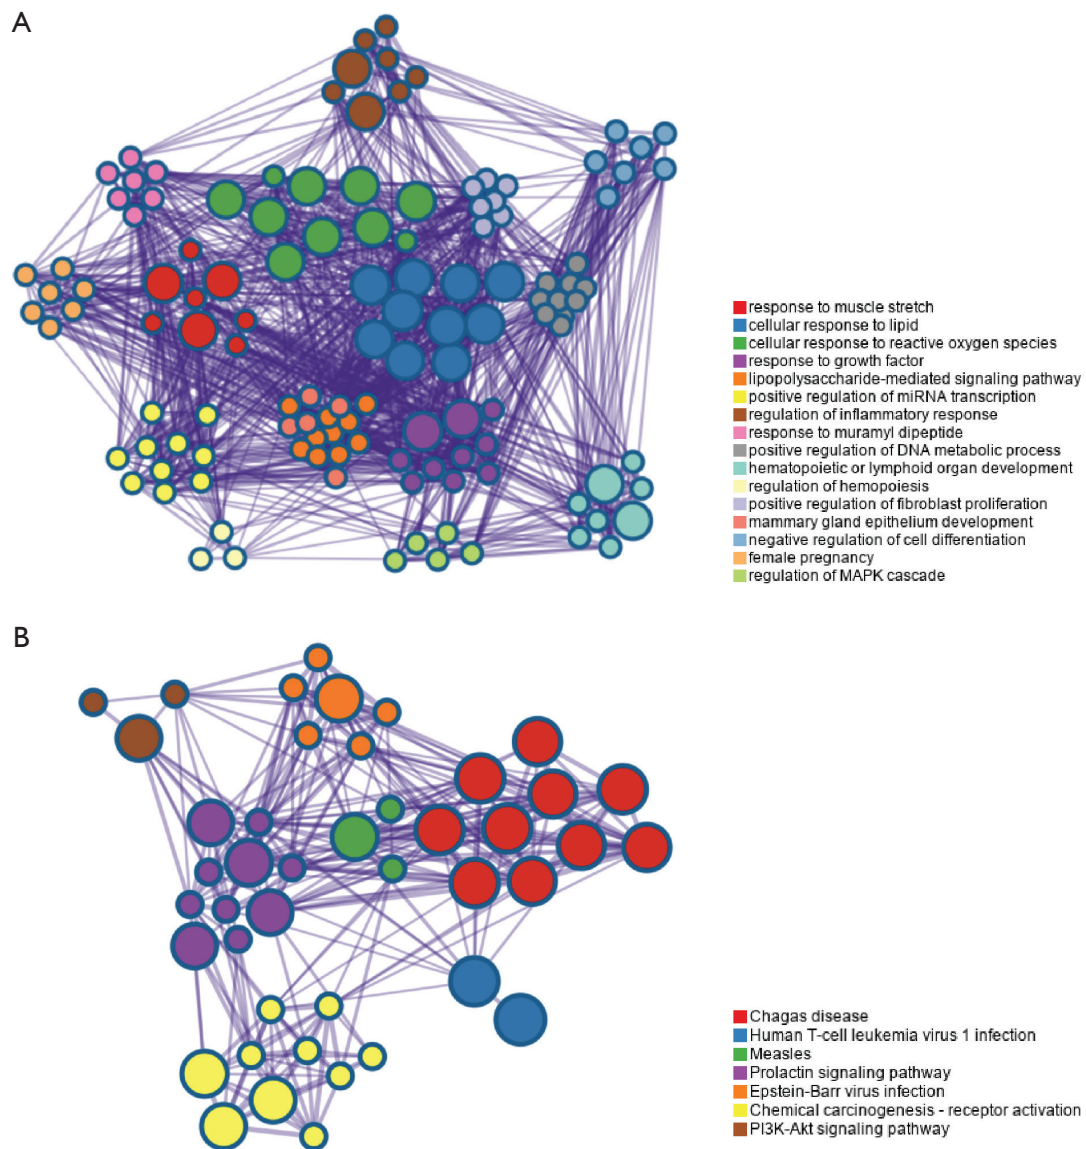 A
response to muscle stretch
cellular response to lipid
cellular response to reactive oxygen species
response to growth factor
lipopolysaccharide-mediated signaling pathway
positive regulation of miRNA transcription
regulation of inflammatory response
response to muramyl dipeptide
positive regulation of DNA metabolic process
hematopoietic or lymphoid organ development
regulation of hemopoiesis
positive regulation of fibroblast proliferation
mammary gland epithelium development
negative regulation of cell differentiation
female pregnancy
regulation of MAPK cascade
B
Chagas disease
Human T-cell leukemia virus 1 infection
Measles
Prolactin signaling pathway
Epstein-Barr virus infection
Chemical carcinogenesis - receptor activation
PI3K-Akt signaling pathway